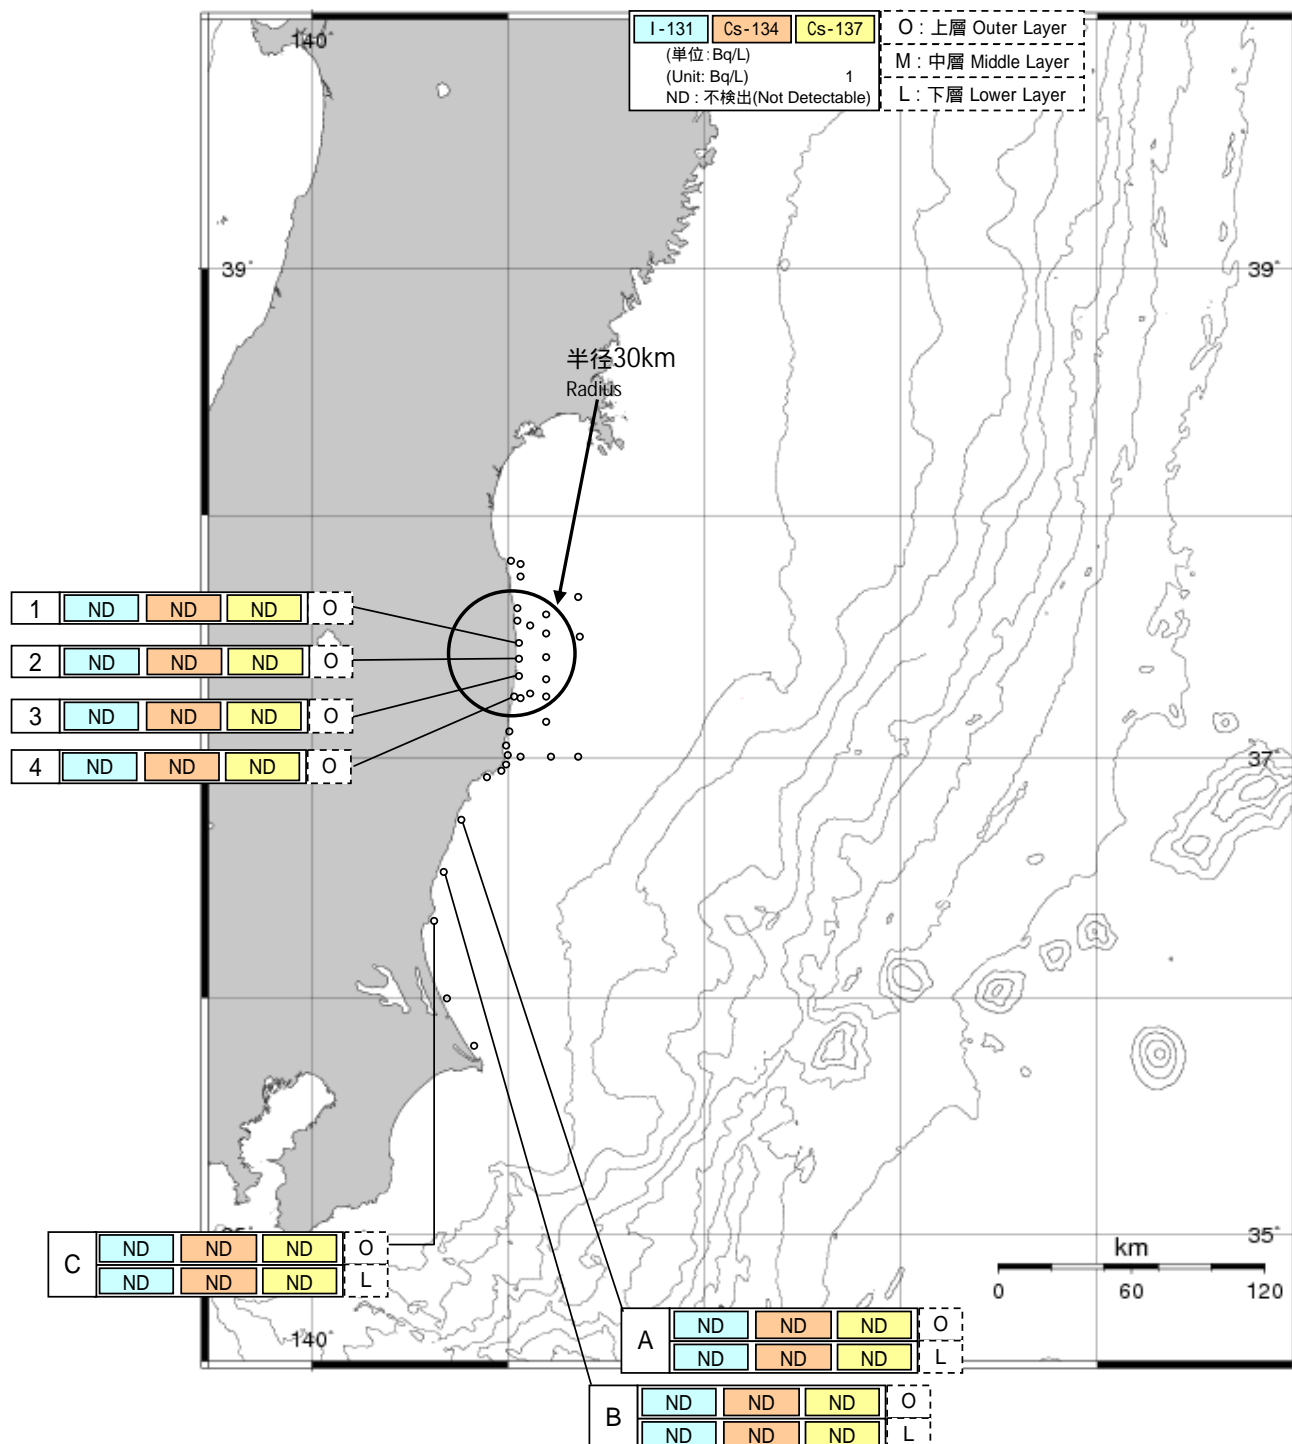 140°
I-131 Cs-134 Cs-137
(単位:Bq/L)
(Unit: Bq/L) 1
ND : 不検出(Not Detectable)
O : 上層 Outer Layer
M : 中層 Middle Layer
L : 下層 Lower Layer
39° 39°
半径30km
Radius
1 ND ND ND O
2 ND ND ND O
3 ND ND ND O
4 ND ND ND O
37°
C ND ND ND O
ND ND ND L
35°
km
0 60 120
140°
A ND ND ND O
ND ND ND L
B ND ND ND O
ND ND ND L